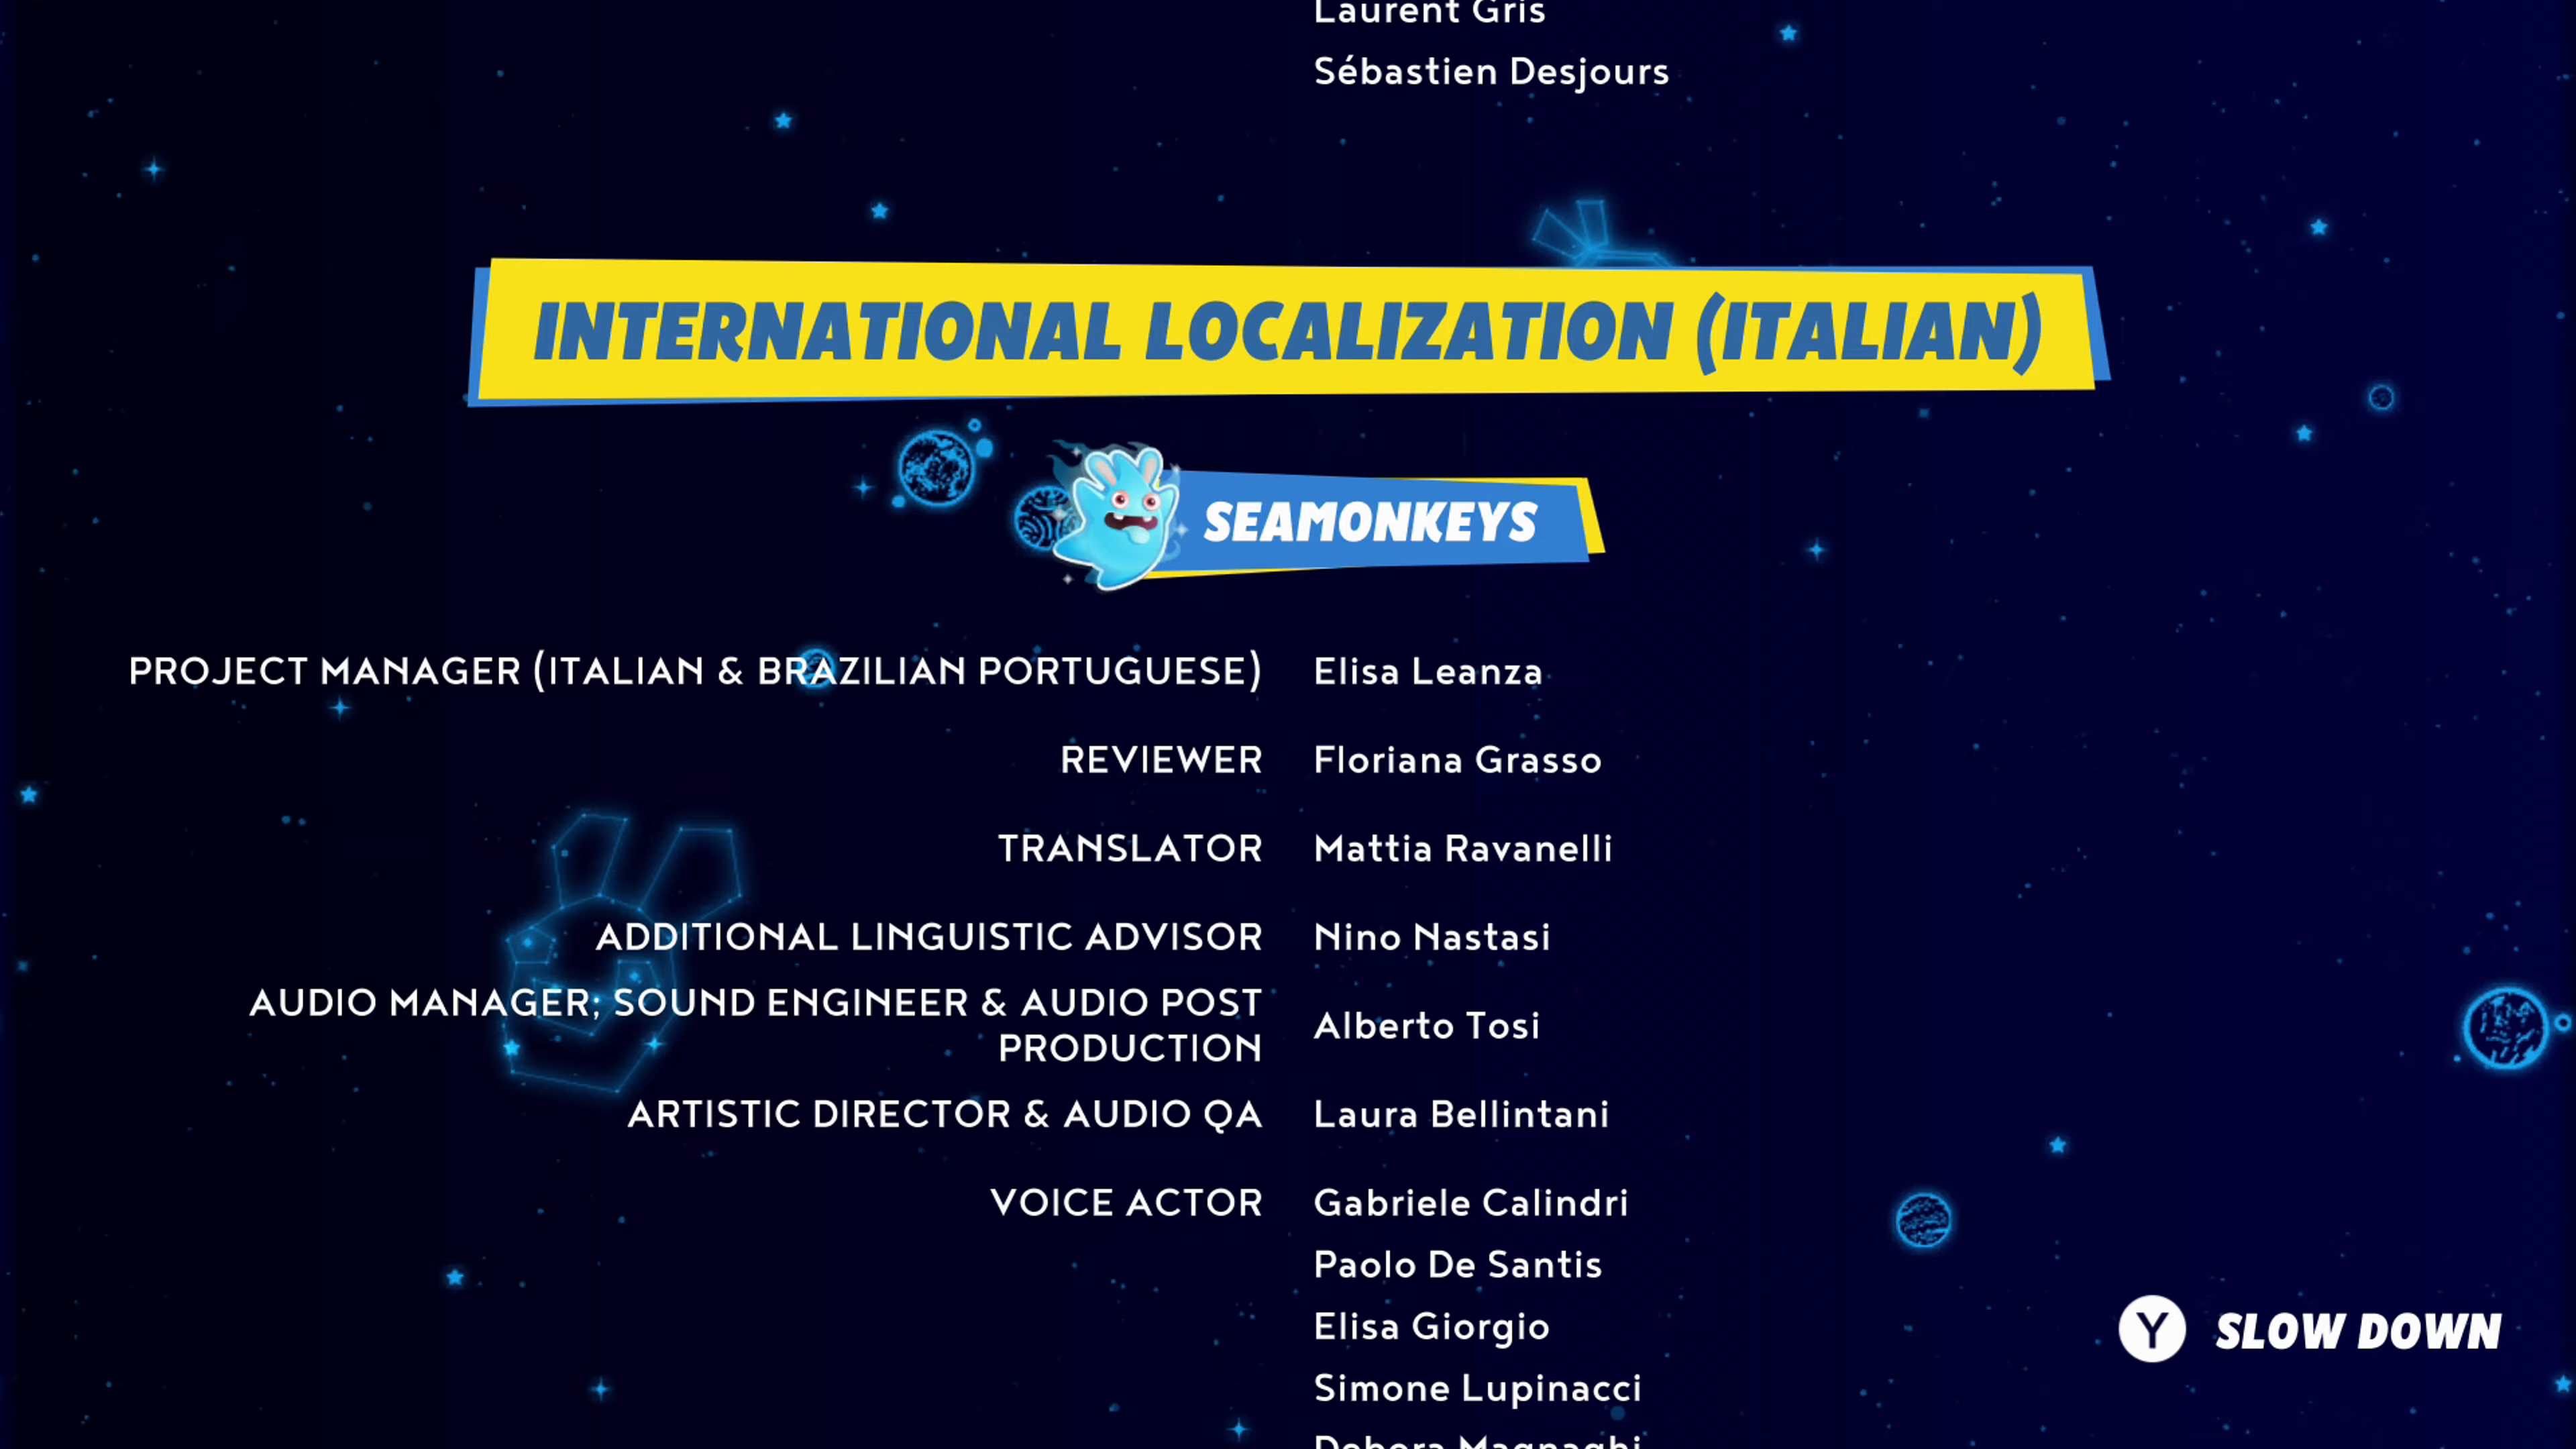 Laurent Gris
Sébastien Desjours
INTERNATIONAL LOCALIZATION (ITALIAN)
SEAMONKEYS
PROJECT MANAGER (ITALIAN & BRAZILIAN PORTUGUESE) Elisa Leanza
REVIEWER Floriana Grasso
TRANSLATOR Mattia Ravanelli
ADDITIONAL LINGUISTIC ADVISOR Nino Nastasi
AUDIO MANAGER; SOUND ENGINEER & AUDIO POST
PRODUCTION Alberto Tosi
ARTISTIC DIRECTOR & AUDIO QA Laura Bellintani
VOICE ACTOR Gabriele Calindri
Paolo De Santis
Elisa Giorgio
Simone Lupinacci
Debora Magnaghi
Y SLOW DOWN